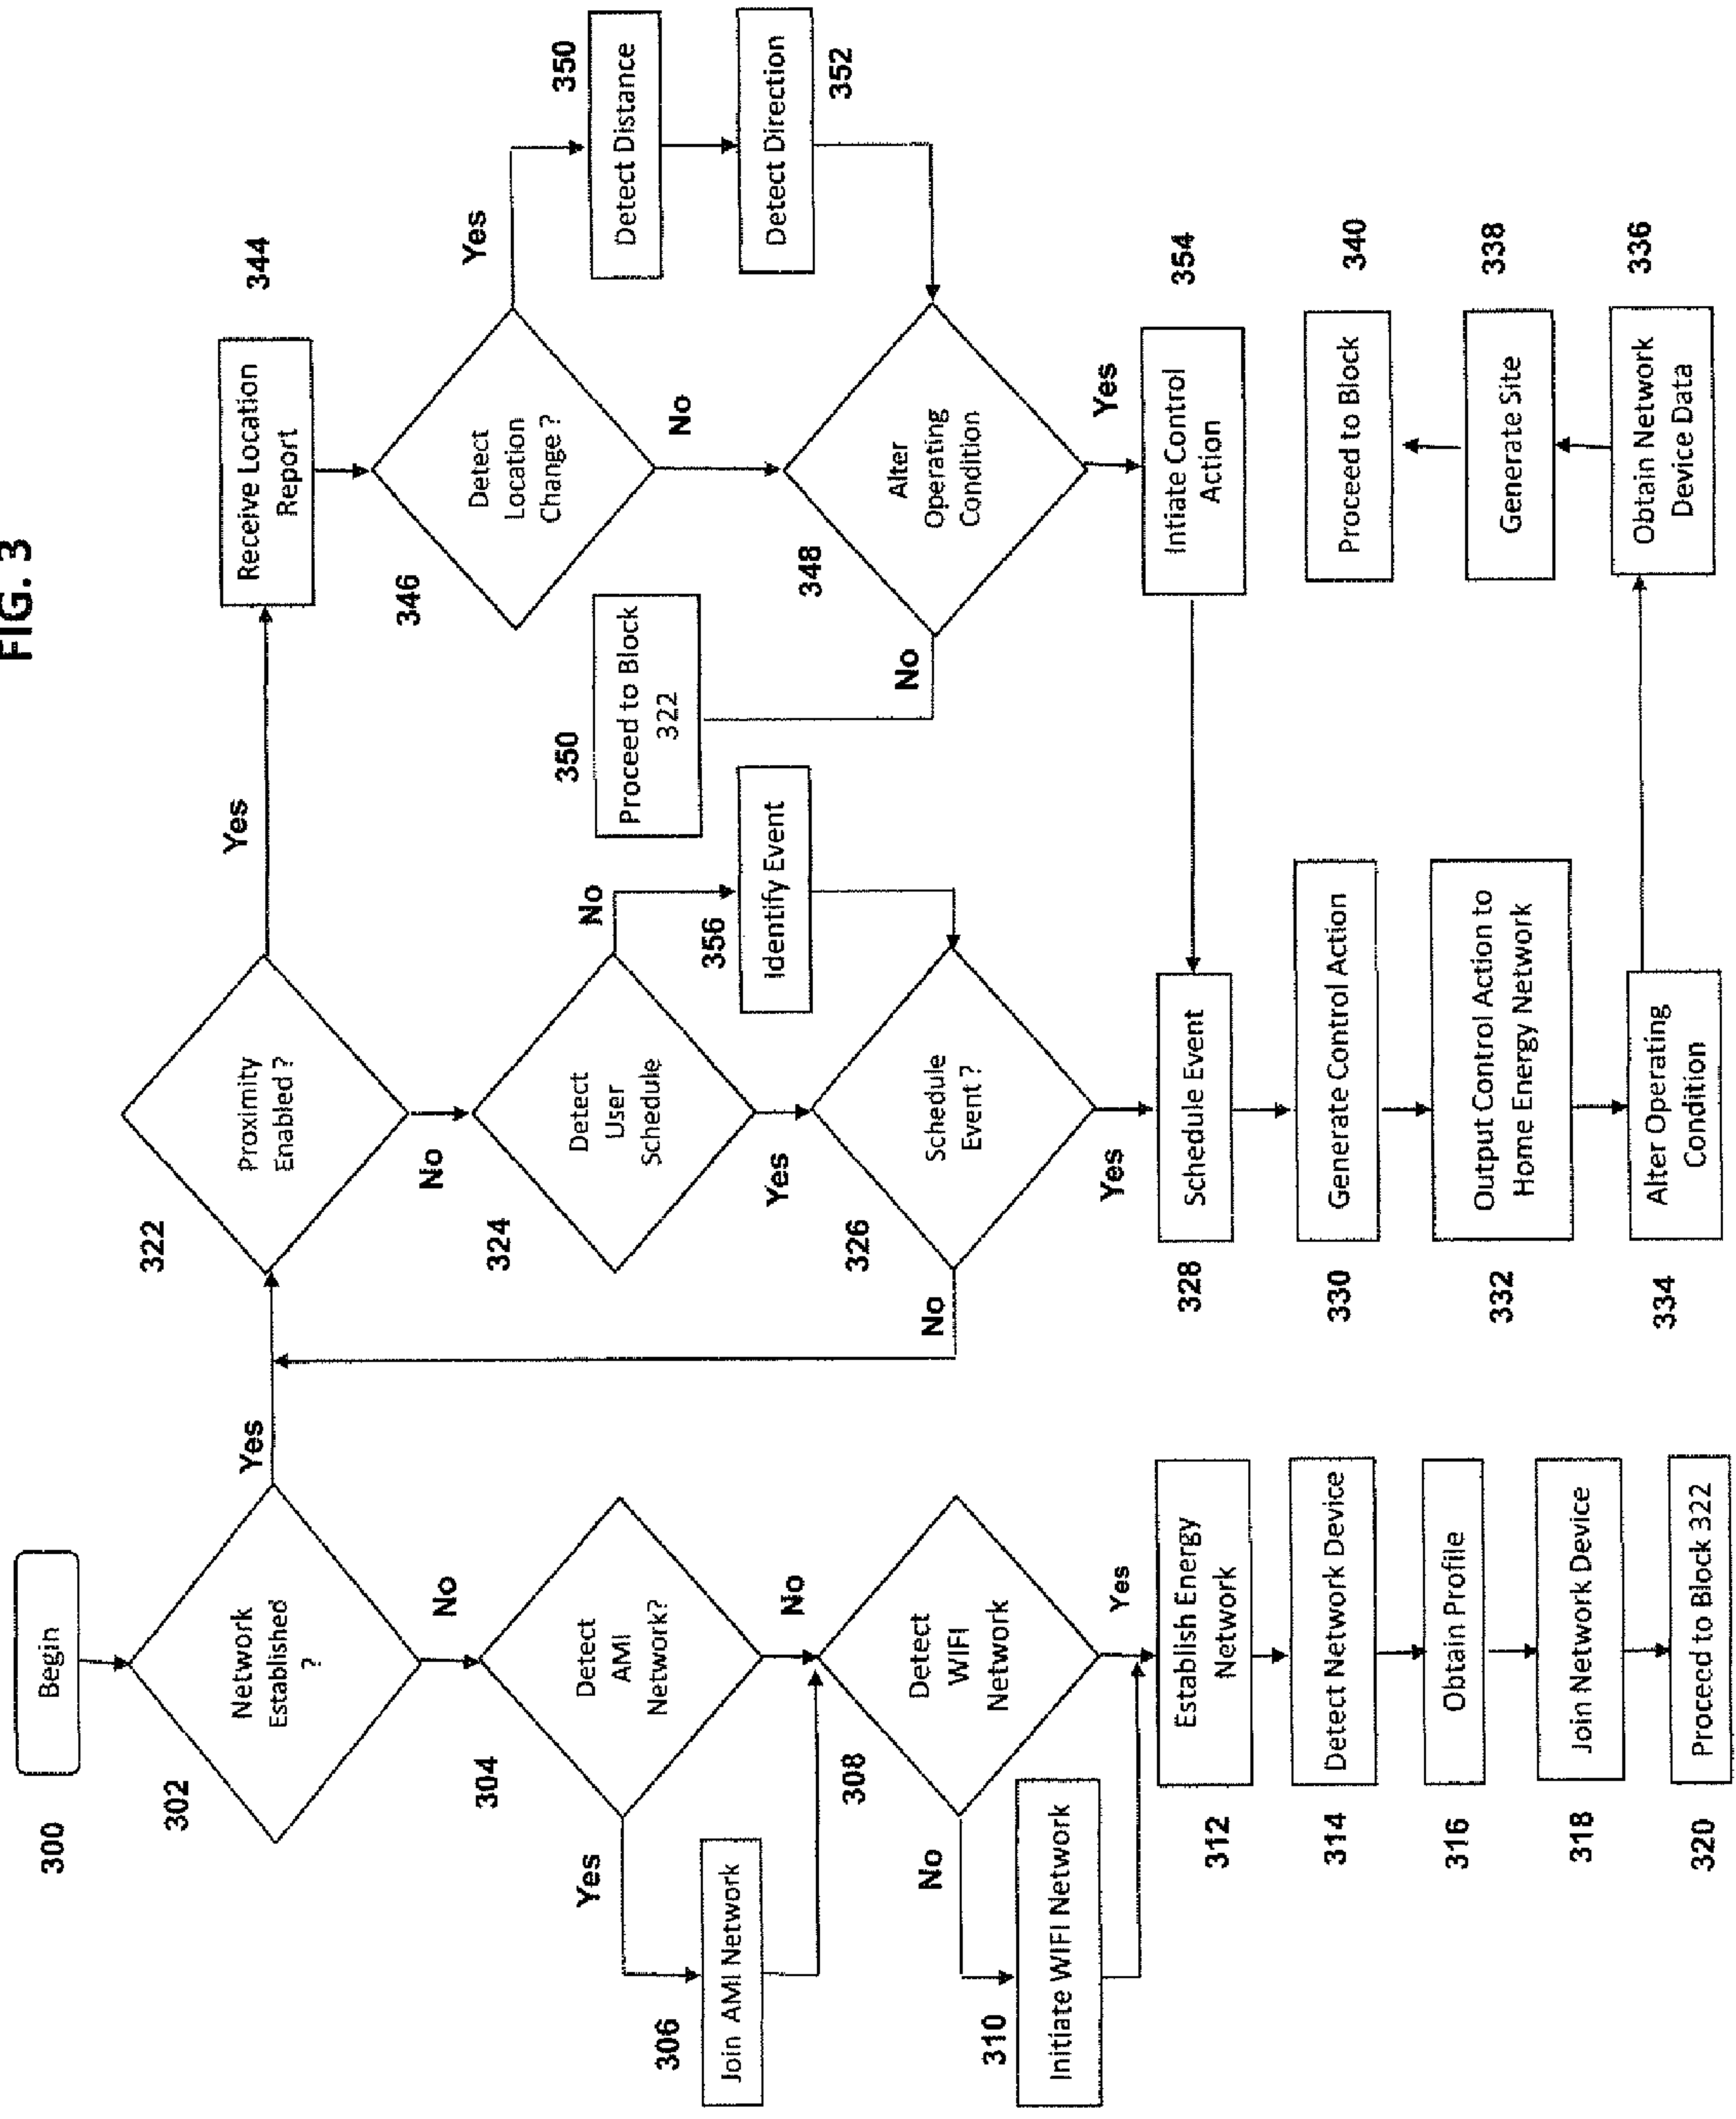 FIG. 3
300
Begin
302
Network
Established
?
Yes
No
304
Detect
AMI
Network?
Yes
No
306
Join AMI Network
308
Detect
WIFI
Network
No
Yes
310
Initiate WIFI Network
312
Establish Energy
Network
314
Detect Network Device
316
Obtain Profile
318
Join Network Device
320
Proceed to Block 322
322
Proximity
Enabled ?
Yes
No
324
Detect
User
Schedule
No
Yes
356
Identify Event
326
Schedule
Event ?
No
Yes
328
Schedule Event
330
Generate Control Action
332
Output Control Action to
Home Energy Network
334
Alter Operating
Condition
344
Receive Location
Report
346
Detect
Location
Change ?
Yes
No
350
Detect Distance
352
Detect Direction
348
Alter
Operating
Condition
No
Yes
350
Proceed to Block
322
354
Intiate Control
Action
340
Proceed to Block
338
Generate Site
336
Obtain Network
Device Data